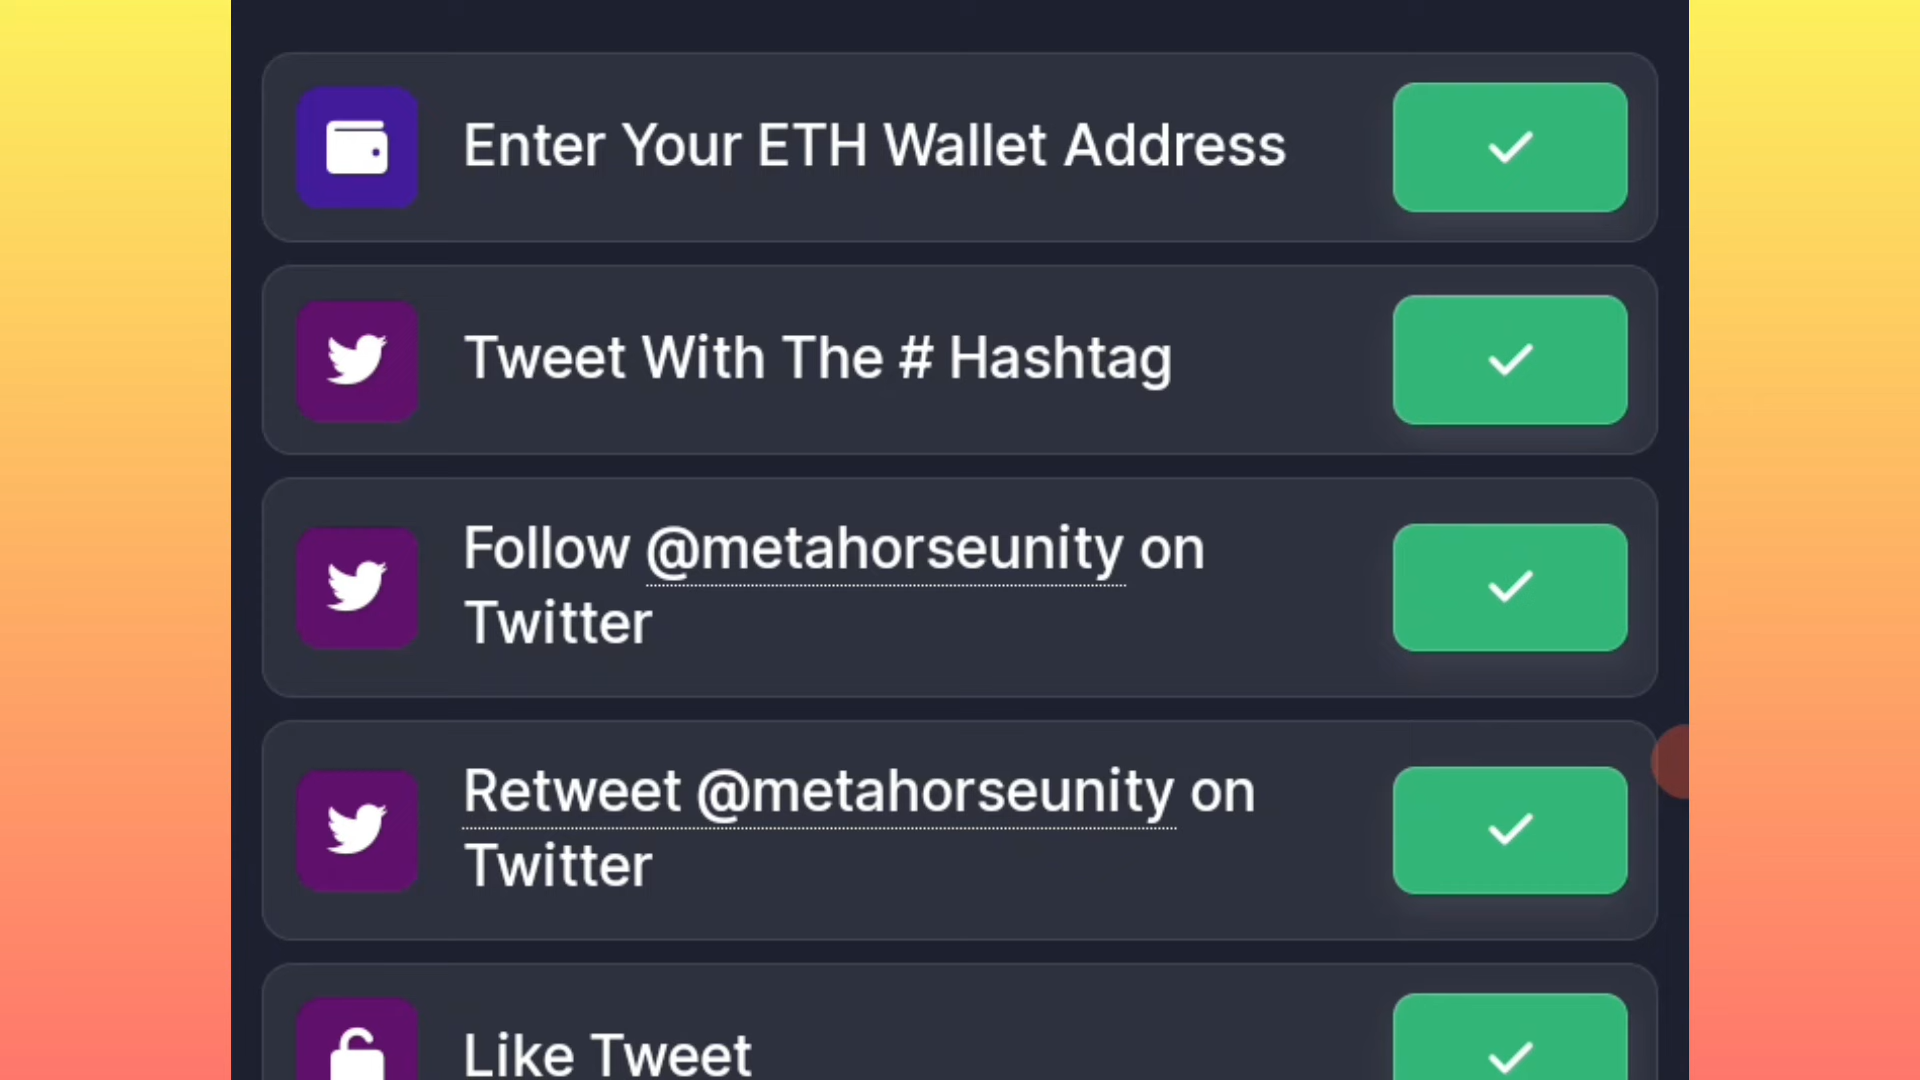 Enter Your ETH Wallet Address
Tweet With The # Hashtag
Follow @metahorseunity on
Twitter
Retweet @metahorseunity on
Twitter
Like Tweet